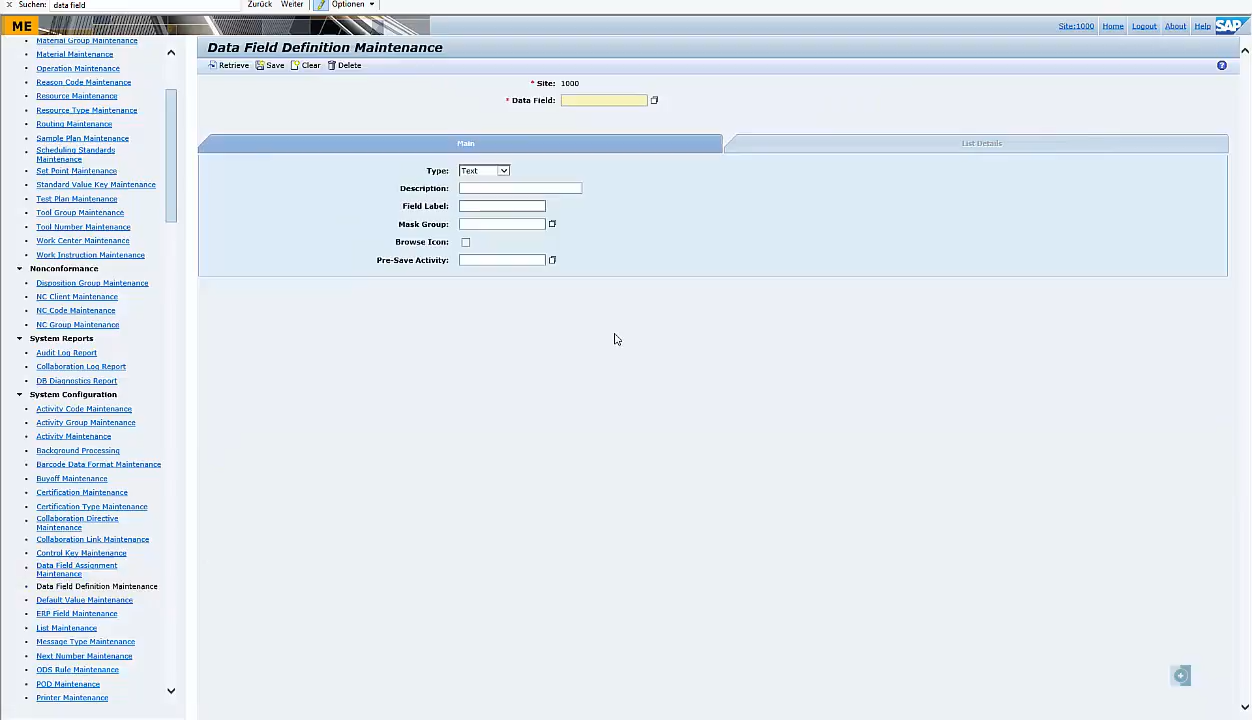 Suchen: data field Zurück Weiter Optionen
ME Site:1000 Home Logout About Help SAP
Material Group Maintenance
Material Maintenance
Operation Maintenance
Reason Code Maintenance
Resource Maintenance
Resource Type Maintenance
Routing Maintenance
Sample Plan Maintenance
Scheduling Standards
Maintenance
Set Point Maintenance
Standard Value Key Maintenance
Test Plan Maintenance
Tool Group Maintenance
Tool Number Maintenance
Work Center Maintenance
Work Instruction Maintenance
Nonconformance
Disposition Group Maintenance
NC Client Maintenance
NC Code Maintenance
NC Group Maintenance
System Reports
Audit Log Report
Collaboration Log Report
DB Diagnostics Report
System Configuration
Activity Code Maintenance
Activity Group Maintenance
Activity Maintenance
Background Processing
Barcode Data Format Maintenance
Buyoff Maintenance
Certification Maintenance
Certification Type Maintenance
Collaboration Directive
Maintenance
Collaboration Link Maintenance
Control Key Maintenance
Data Field Assignment
Maintenance
Data Field Definition Maintenance
Default Value Maintenance
ERP Field Maintenance
List Maintenance
Message Type Maintenance
Next Number Maintenance
ODS Rule Maintenance
POD Maintenance
Printer Maintenance
Data Field Definition Maintenance
Retrieve Save Clear Delete
* Site: 1000
* Data Field:
Main List Details
Type: Text
Description:
Field Label:
Mask Group:
Browse Icon:
Pre-Save Activity: